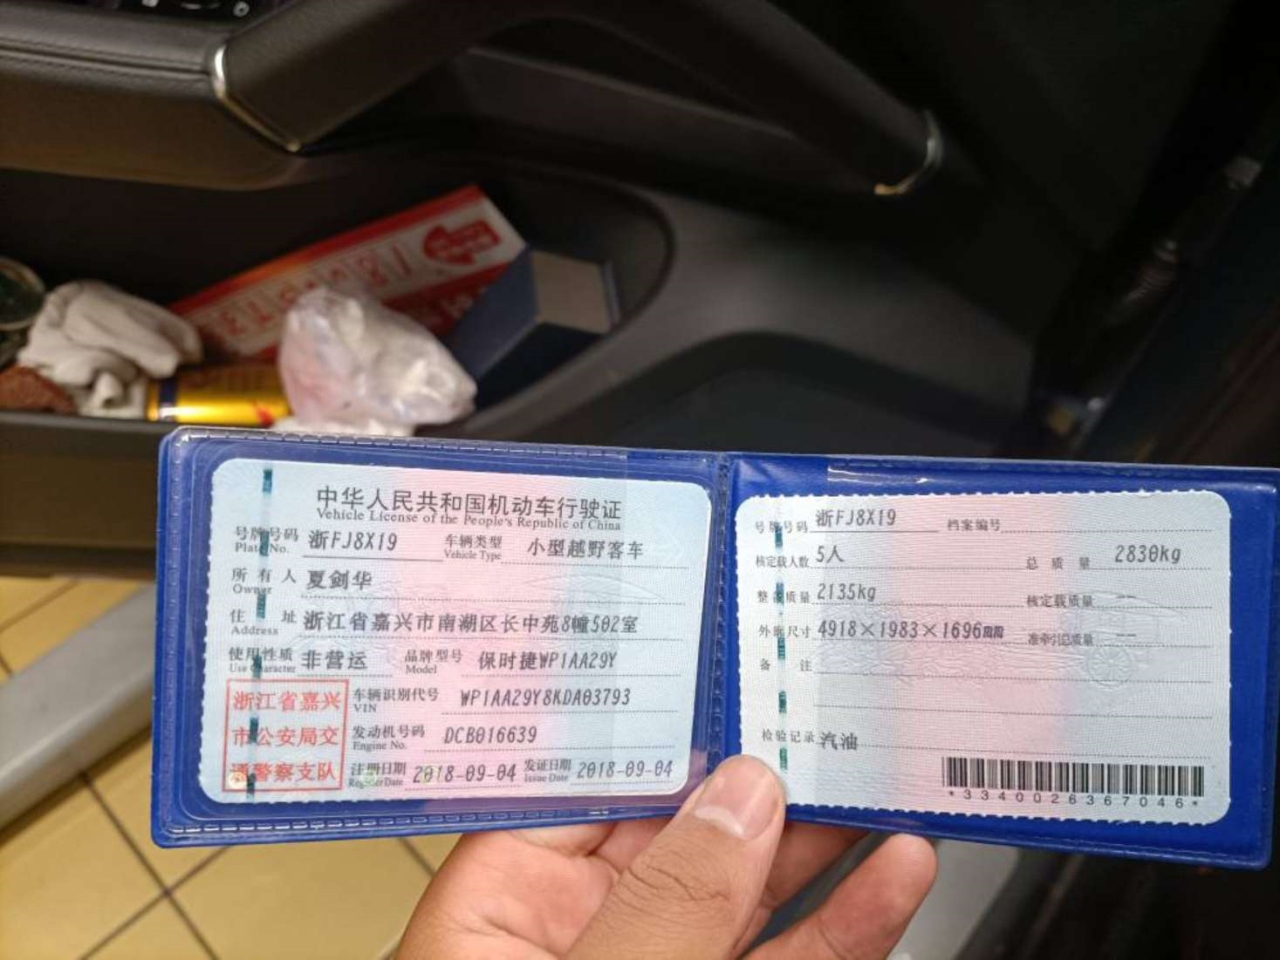 中华人民共和国机动车行驶证
Vehicle License of the People's Republic of China
号牌号码 浙FJ8X19 车辆类型 小型越野客车
Plate No. Vehicle Type
所有人 夏剑华
Owner
住址 浙江省嘉兴市南湖区长中苑8幢502室
Address
使用性质 非营运 品牌型号 保时捷WP1AA29Y
Use Character Model
浙江省嘉兴
市公安局交
通警察支队
车辆识别代号 WP1AA29Y8KDA03793
VIN
发动机号码 DCB016639
Engine No.
注册日期 2018-09-04 发证日期 2018-09-04
Register Date Issue Date
号牌号码 浙FJ8X19 档案编号
核定载人数 5人 总质量 2830kg
整备质量 2135kg 核定载质量 --
外廓尺寸 4918×1983×1696mm 准牵引总质量 --
备注
检验记录 汽油
*3340026367046*